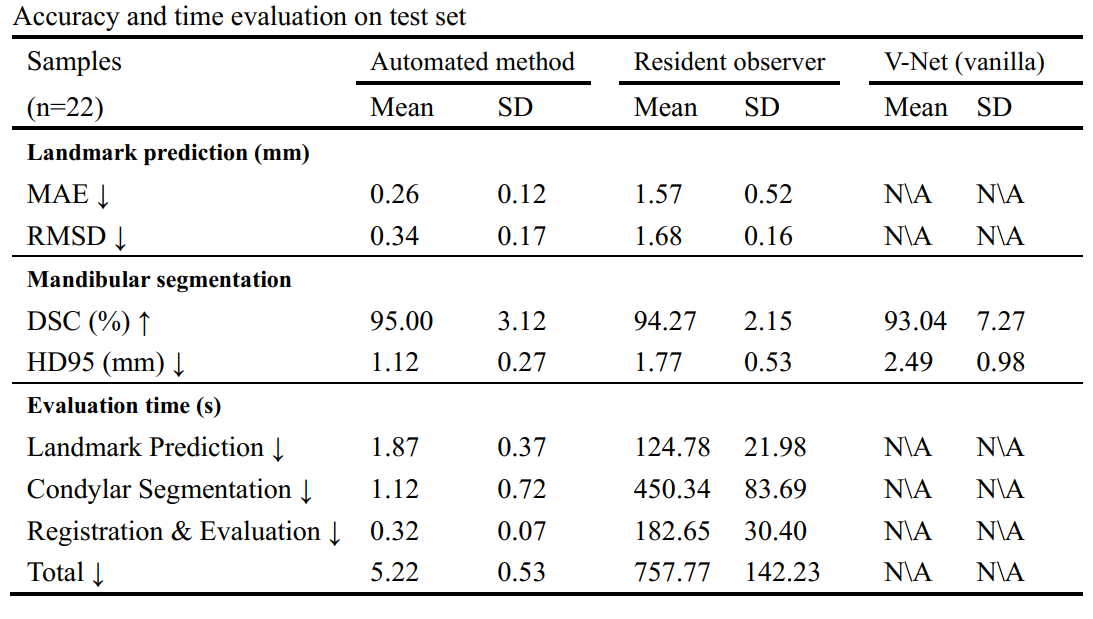 Accuracy and time evaluation on test set
Samples Automated method Resident observer V-Net (vanilla)
(n=22) Mean SD Mean SD Mean SD
Landmark prediction (mm)
MAE ↓ 0.26 0.12 1.57 0.52 N\A N\A
RMSD ↓ 0.34 0.17 1.68 0.16 N\A N\A
Mandibular segmentation
DSC (%) ↑ 95.00 3.12 94.27 2.15 93.04 7.27
HD95 (mm) ↓ 1.12 0.27 1.77 0.53 2.49 0.98
Evaluation time (s)
Landmark Prediction ↓ 1.87 0.37 124.78 21.98 N\A N\A
Condylar Segmentation ↓ 1.12 0.72 450.34 83.69 N\A N\A
Registration & Evaluation ↓ 0.32 0.07 182.65 30.40 N\A N\A
Total ↓ 5.22 0.53 757.77 142.23 N\A N\A